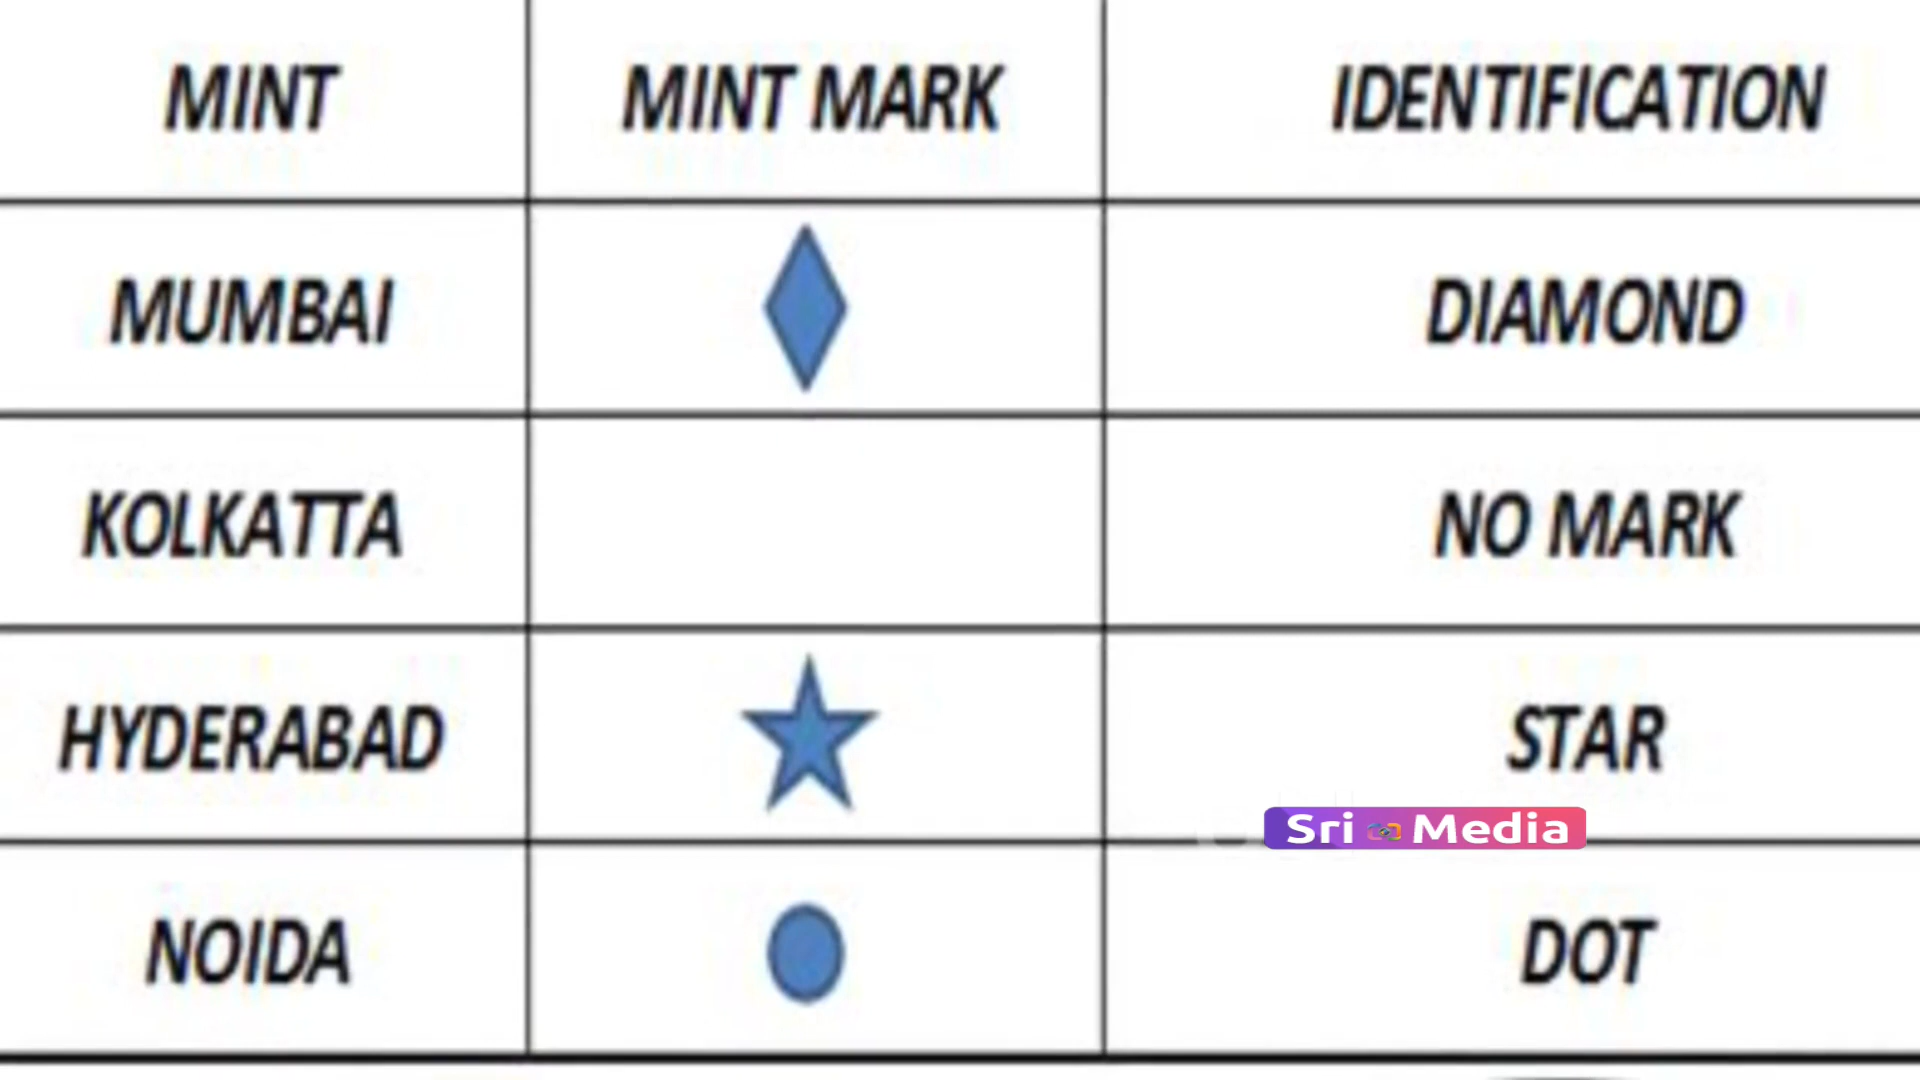 MINT MINT MARK IDENTIFICATION
MUMBAI DIAMOND
KOLKATTA NO MARK
HYDERABAD STAR
Sri Media
NOIDA DOT